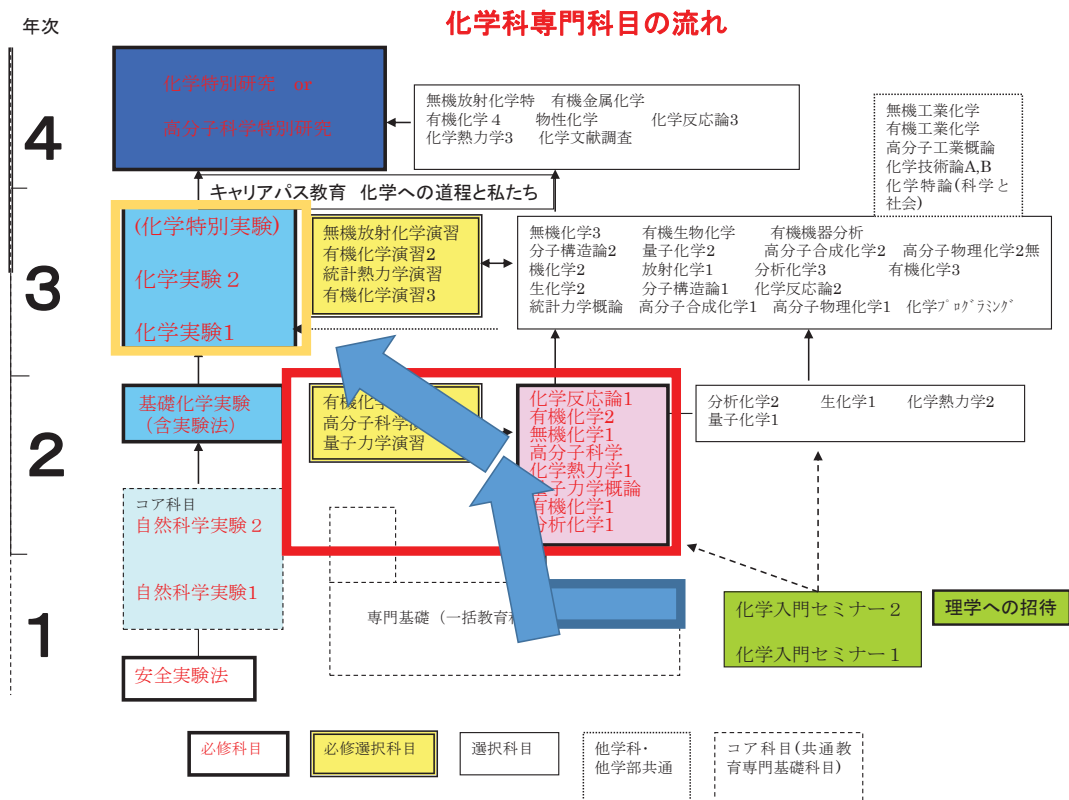 化学科専門科目の流れ
年次
4
化学特別研究 or
高分子科学特別研究
無機放射化学特 有機金属化学
有機化学４ 物性化学 化学反応論3
化学熱力学3 化学文献調査
無機工業化学
有機工業化学
高分子工業概論
化学技術論A,B
化学特論(科学と
社会)
キャリアパス教育 化学への道程と私たち
3
(化学特別実験)
化学実験２
化学実験1
無機放射化学演習
有機化学演習2
統計熱力学演習
有機化学演習3
無機化学3 有機生物化学 有機機器分析
分子構造論2 量子化学2 高分子合成化学2 高分子物理化学2無
機化学2 放射化学1 分析化学3 有機化学3
生化学2 分子構造論1 化学反応論2
統計力学概論 高分子合成化学1 高分子物理化学1 化学ﾌﾟﾛｸﾞﾗﾐﾝｸﾞ
2
基礎化学実験
（含実験法）
有機化学
高分子科学演
量子力学演習
化学反応論1
有機化学2
無機化学1
高分子科学
化学熱力学1
量子力学概論
有機化学1
分析化学1
分析化学2 生化学1 化学熱力学2
量子化学1
コア科目
自然科学実験２
自然科学実験1
1
専門基礎（一括教育
化学入門セミナー２
化学入門セミナー１
理学への招待
安全実験法
必修科目
必修選択科目
選択科目
他学科・
他学部共通
コア科目(共通教
育専門基礎科目)